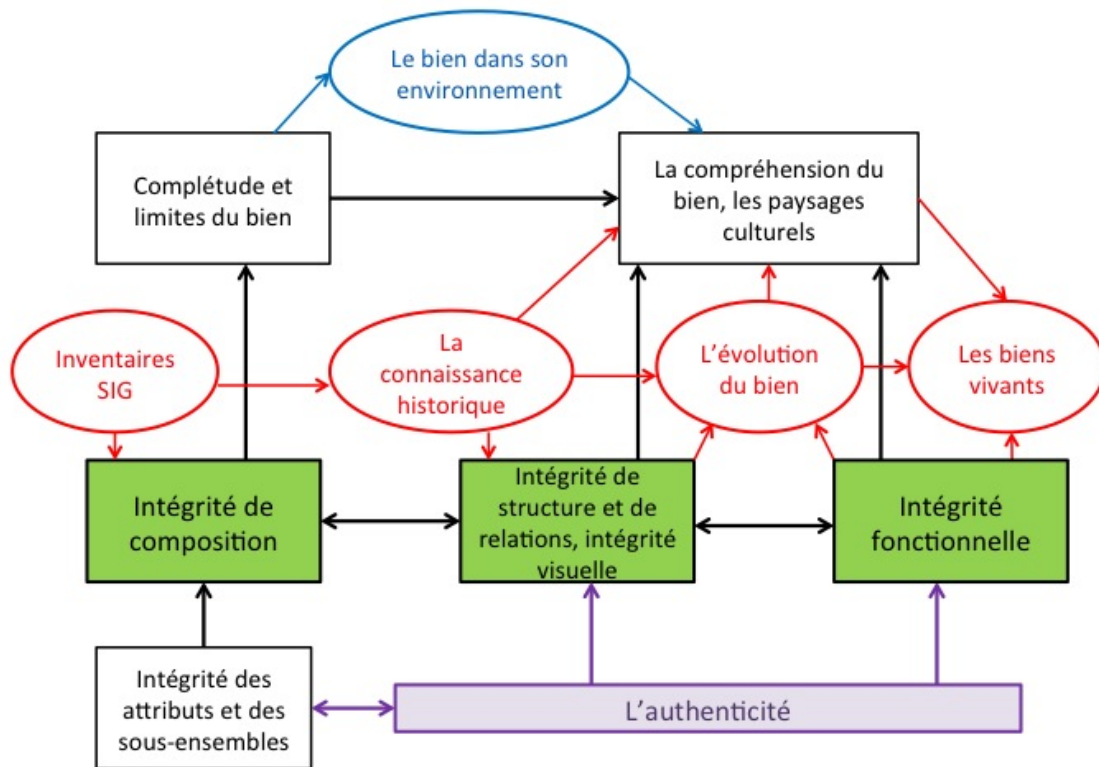 Le bien dans son
environnement
Complétude et
limites du bien
La compréhension du
bien, les paysages
culturels
Inventaires
SIG
La
connaissance
historique
L'évolution
du bien
Les biens
vivants
Intégrité de
composition
Intégrité de
structure et de
relations, intégrité
visuelle
Intégrité
fonctionnelle
Intégrité des
attributs et des
sous-ensembles
L'authenticité